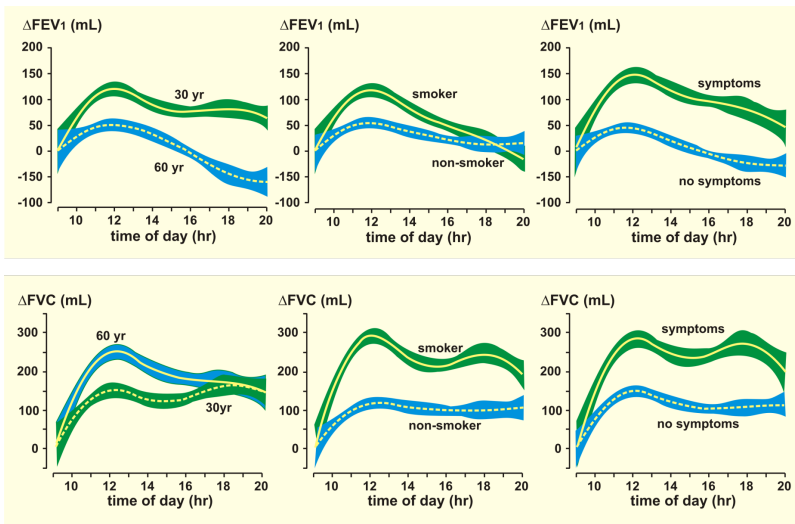 ΔFEV1 (mL)
200
150
100
50
0
-150
-100
30 yr
60 yr
10 12 14 16 18 20
time of day (hr)
ΔFEV1 (mL)
200
150
100
50
0
-150
-100
smoker
non-smoker
10 12 14 16 18 20
time of day (hr)
ΔFEV1 (mL)
200
150
100
50
0
-150
-100
symptoms
no symptoms
10 12 14 16 18 20
time of day (hr)
ΔFVC (mL)
300
200
100
0
60 yr
30yr
10 12 14 16 18 20
time of day (hr)
ΔFVC (mL)
300
200
100
0
smoker
non-smoker
10 12 14 16 18 20
time of day (hr)
ΔFVC (mL)
300
200
100
0
symptoms
no symptoms
10 12 14 16 18 20
time of day (hr)